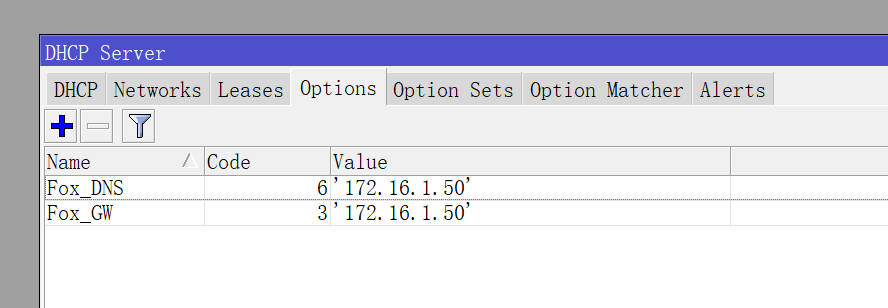 DHCP Server
DHCP Networks Leases Options Option Sets Option Matcher Alerts
Name Code Value
Fox_DNS 6 '172.16.1.50'
Fox_GW 3 '172.16.1.50'